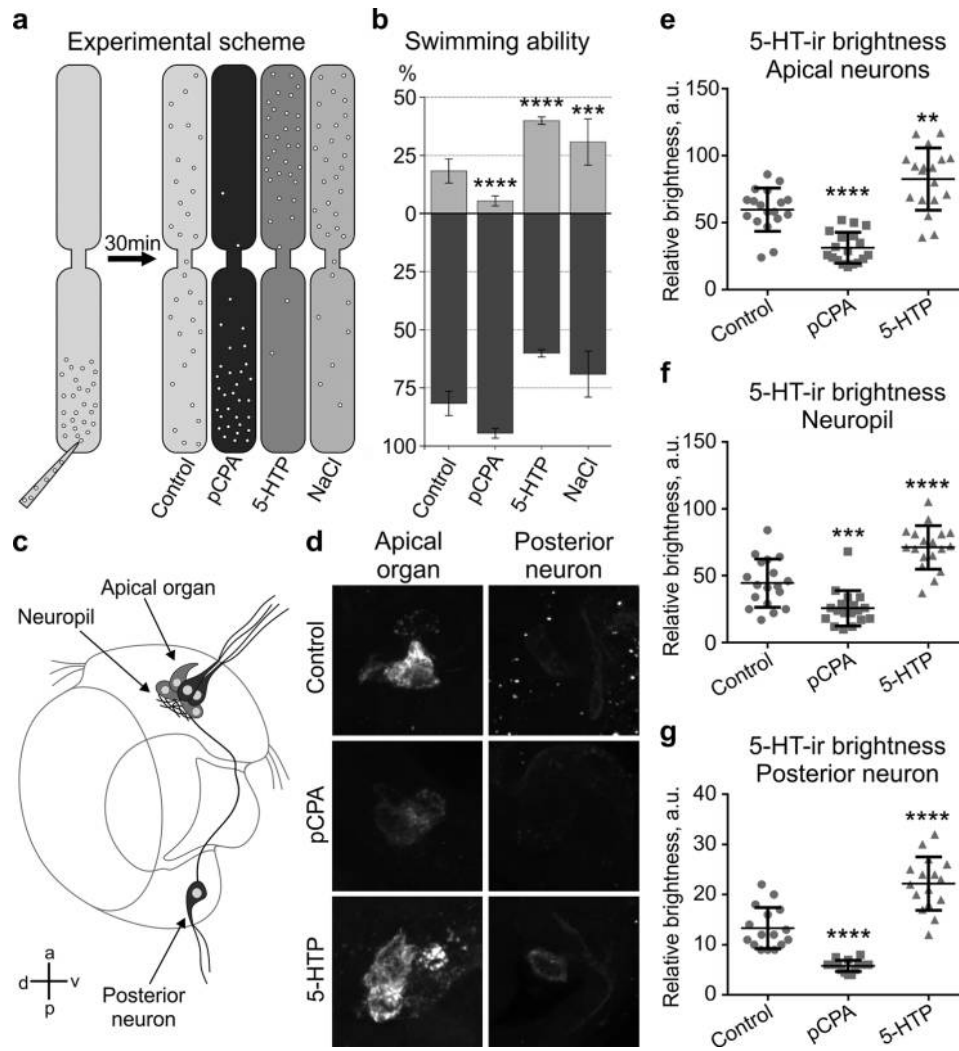 a
Experimental scheme
30min
Control
pCPA
5-HTP
NaCl
b
Swimming ability
%
50
25
0
25
50
75
100
****
****
***
Control
pCPA
5-HTP
NaCl
c
Apical organ
Neuropil
Posterior
neuron
a
d
v
p
d
Apical
organ
Posterior
neuron
Control
pCPA
5-HTP
e
5-HT-ir brightness
Apical neurons
Relative brightness, a.u.
150
100
50
0
****
**
Control
pCPA
5-HTP
f
5-HT-ir brightness
Neuropil
Relative brightness, a.u.
150
100
50
0
***
****
Control
pCPA
5-HTP
g
5-HT-ir brightness
Posterior neuron
Relative brightness, a.u.
40
30
20
10
0
****
****
Control
pCPA
5-HTP